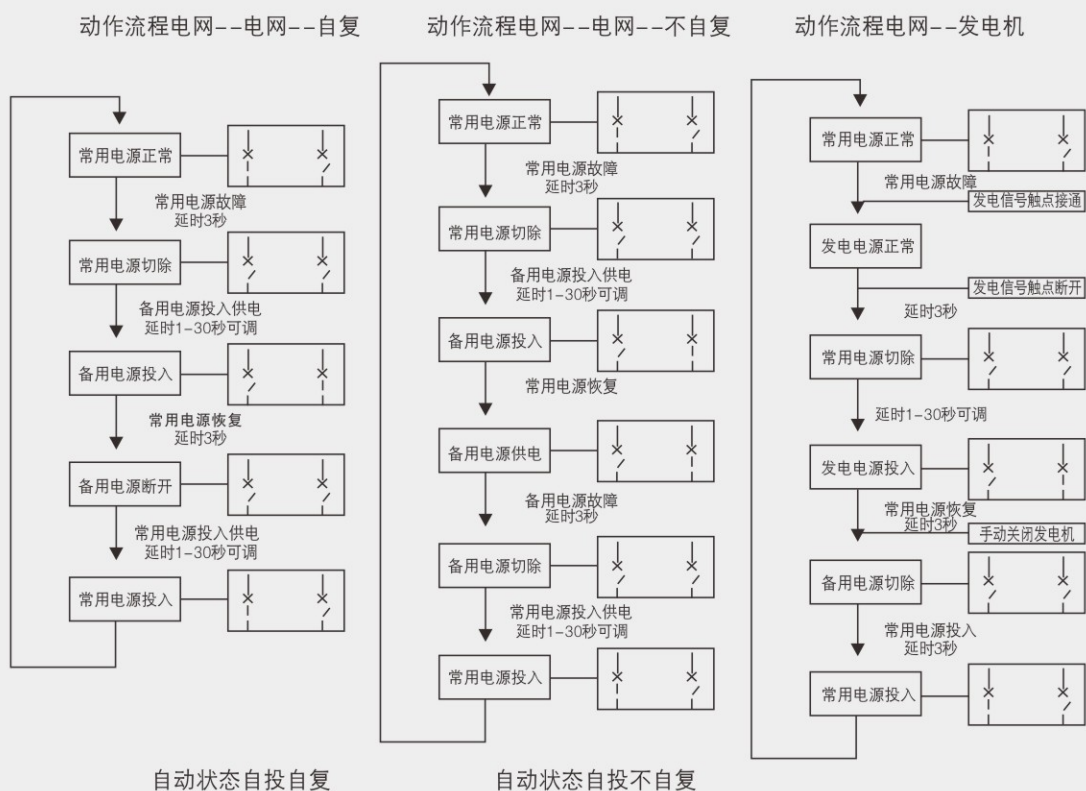 动作流程电网--电网--自复
常用电源正常
常用电源故障
延时3秒
常用电源切除
备用电源投入供电
延时1-30秒可调
备用电源投入
常用电源恢复
延时3秒
备用电源断开
常用电源投入供电
延时1-30秒可调
常用电源投入
自动状态自投自复
动作流程电网--电网--不自复
常用电源正常
常用电源故障
延时3秒
常用电源切除
备用电源投入供电
延时1-30秒可调
备用电源投入
常用电源恢复
备用电源供电
备用电源故障
延时3秒
备用电源切除
常用电源投入供电
延时1-30秒可调
常用电源投入
自动状态自投不自复
动作流程电网--发电机
常用电源正常
常用电源故障
发电信号触点接通
发电电源正常
发电信号触点断开
延时3秒
常用电源切除
延时1-30秒可调
发电电源投入
常用电源恢复
延时3秒
手动关闭发电机
备用电源切除
常用电源投入
延时3秒
常用电源投入